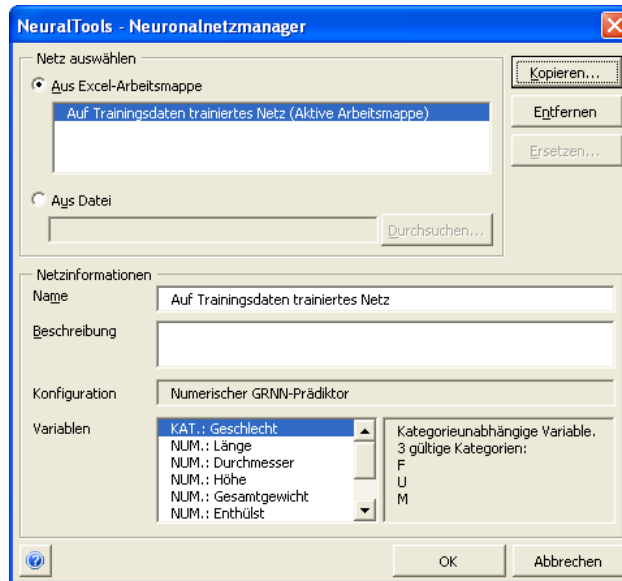 NeuralTools - Neuronalnetzmanager
Netz auswählen
Aus Excel-Arbeitsmappe
Auf Trainingsdaten trainiertes Netz (Aktive Arbeitsmappe)
Kopieren...
Entfernen
Ersetzen...
Aus Datei
Durchsuchen...
Netzinformationen
Name
Auf Trainingsdaten trainiertes Netz
Beschreibung
Konfiguration
Numerischer GRNN-Prädiktor
Variablen
KAT.: Geschlecht
NUM.: Länge
NUM.: Durchmesser
NUM.: Höhe
NUM.: Gesamtgewicht
NUM.: Enthülst
Kategorieunabhängige Variable.
3 gültige Kategorien:
F
U
M
?
OK
Abbrechen